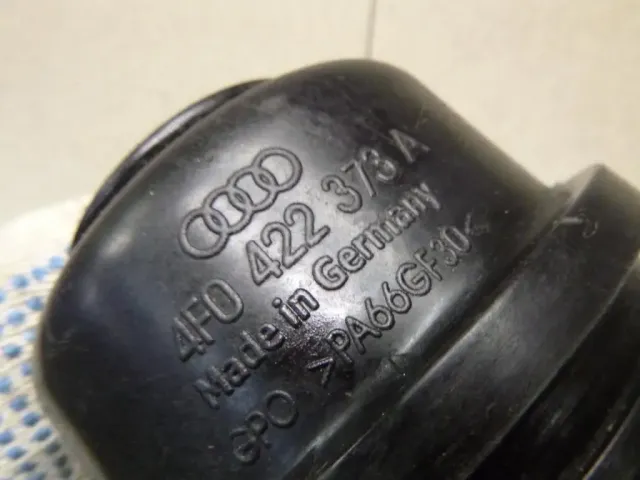 4F0 422 373 A
Made in Germany
>PA66GF30<
GPO